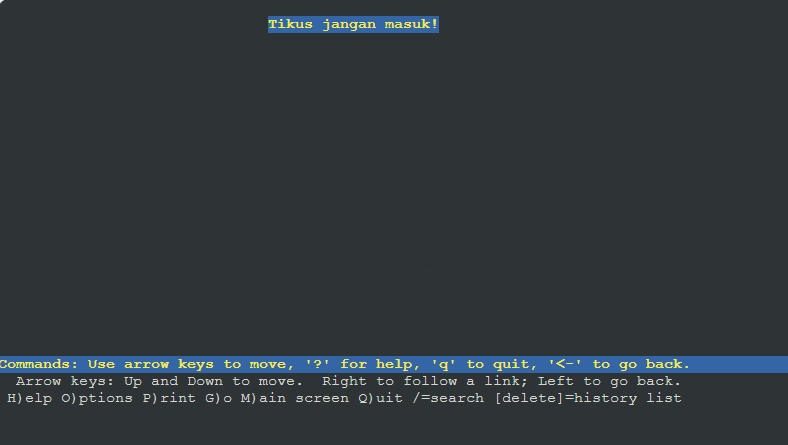 Tikus jangan masuk!
Commands: Use arrow keys to move, '?' for help, 'q' to quit, '<-' to go back.
Arrow keys: Up and Down to move.  Right to follow a link; Left to go back.
H)elp O)ptions P)rint G)o M)ain screen Q)uit /=search [delete]=history list